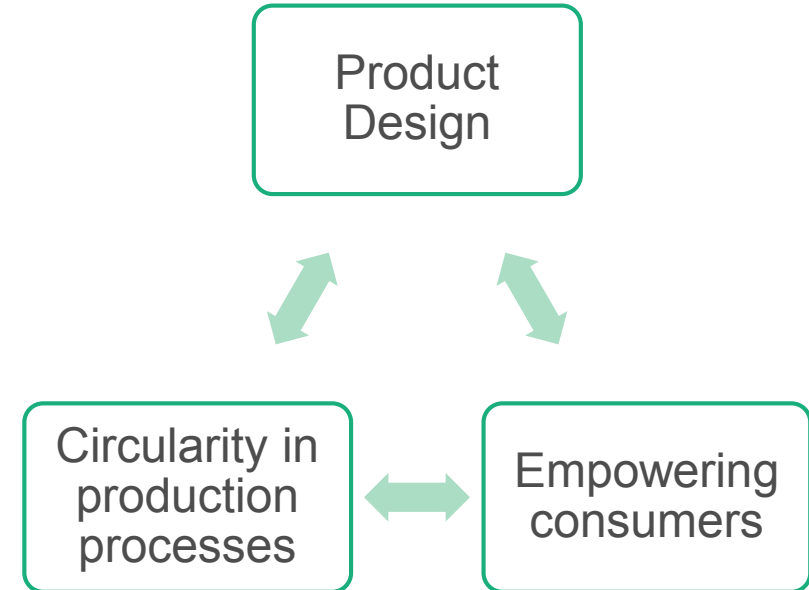 Product
Design
Circularity in
production
processes
Empowering
consumers